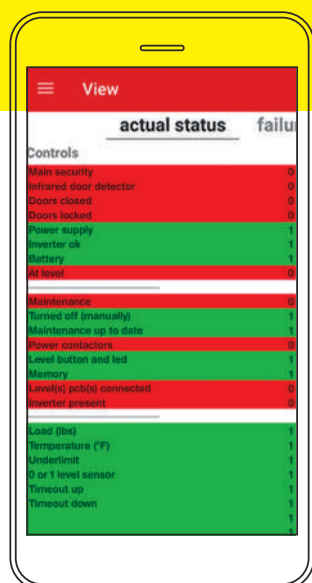 View
actual status failu
Controls
Main security 0
Infrared door detector 0
Doors closed 0
Doors locked 0
Power supply 1
Inverter ok 1
Battery 1
At level 0
Maintenance 0
Turned off (manually) 1
Maintenance up to date 1
Power contactors 0
Level button and led 1
Memory 1
Level(s) pcb(s) connected 0
Inverter present 0
Load (lbs) 1
Temperature (°F) 1
Underlimit 1
0 or 1 level sensor 1
Timeout up 1
Timeout down 1
1